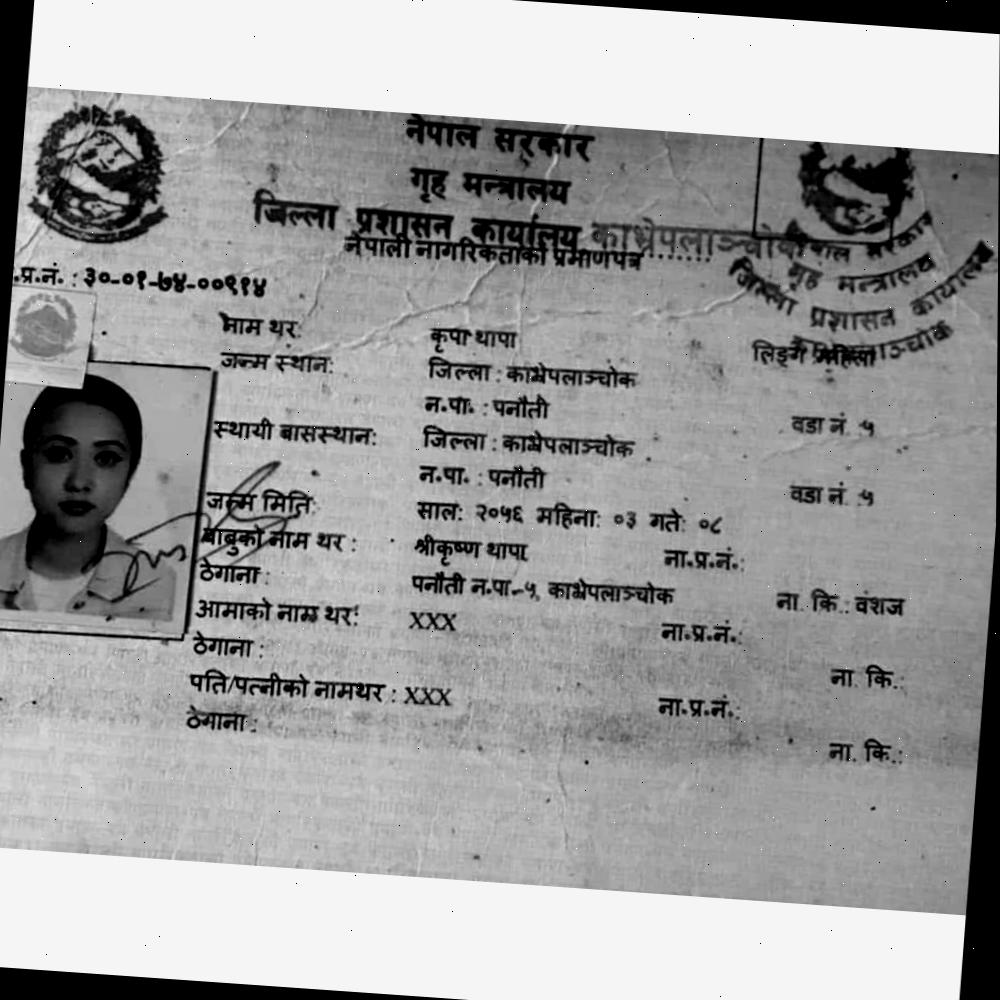 नेपाल सरकार
गृह मन्त्रालय
जिल्ला प्रशासन कार्यालय काभ्रेपलाञ्चोक
नेपाली नागरिकताको प्रमाणपत्र.......
.प्र.नं. : ३०-०१-७४-००९१४
नेपाल सरकार
गृह मन्त्रालय
जिल्ला प्रशासन कार्यालय
नाम थर: कृपा थापा लिङ्ग महिला
जन्म स्थान: जिल्ला : काभ्रेपलाञ्चोक
न.पा. : पनौती वडा नं. :५
स्थायी बासस्थान: जिल्ला : काभ्रेपलाञ्चोक
न.पा. : पनौती वडा नं. :५
जन्म मिति: साल: २०५६ महिना: ०३ गते: ०८
बाबुको नाम थर : श्रीकृष्ण थापा ना.प्र.नं.:
ठेगाना : पनौती न.पा-५, काभ्रेपलाञ्चोक ना. कि.: वंशज
आमाको नाम थर: XXX ना.प्र.नं.:
ठेगाना : ना. कि.:
पति/पत्नीको नामथर : XXX ना.प्र.नं.:
ठेगाना : ना. कि.: